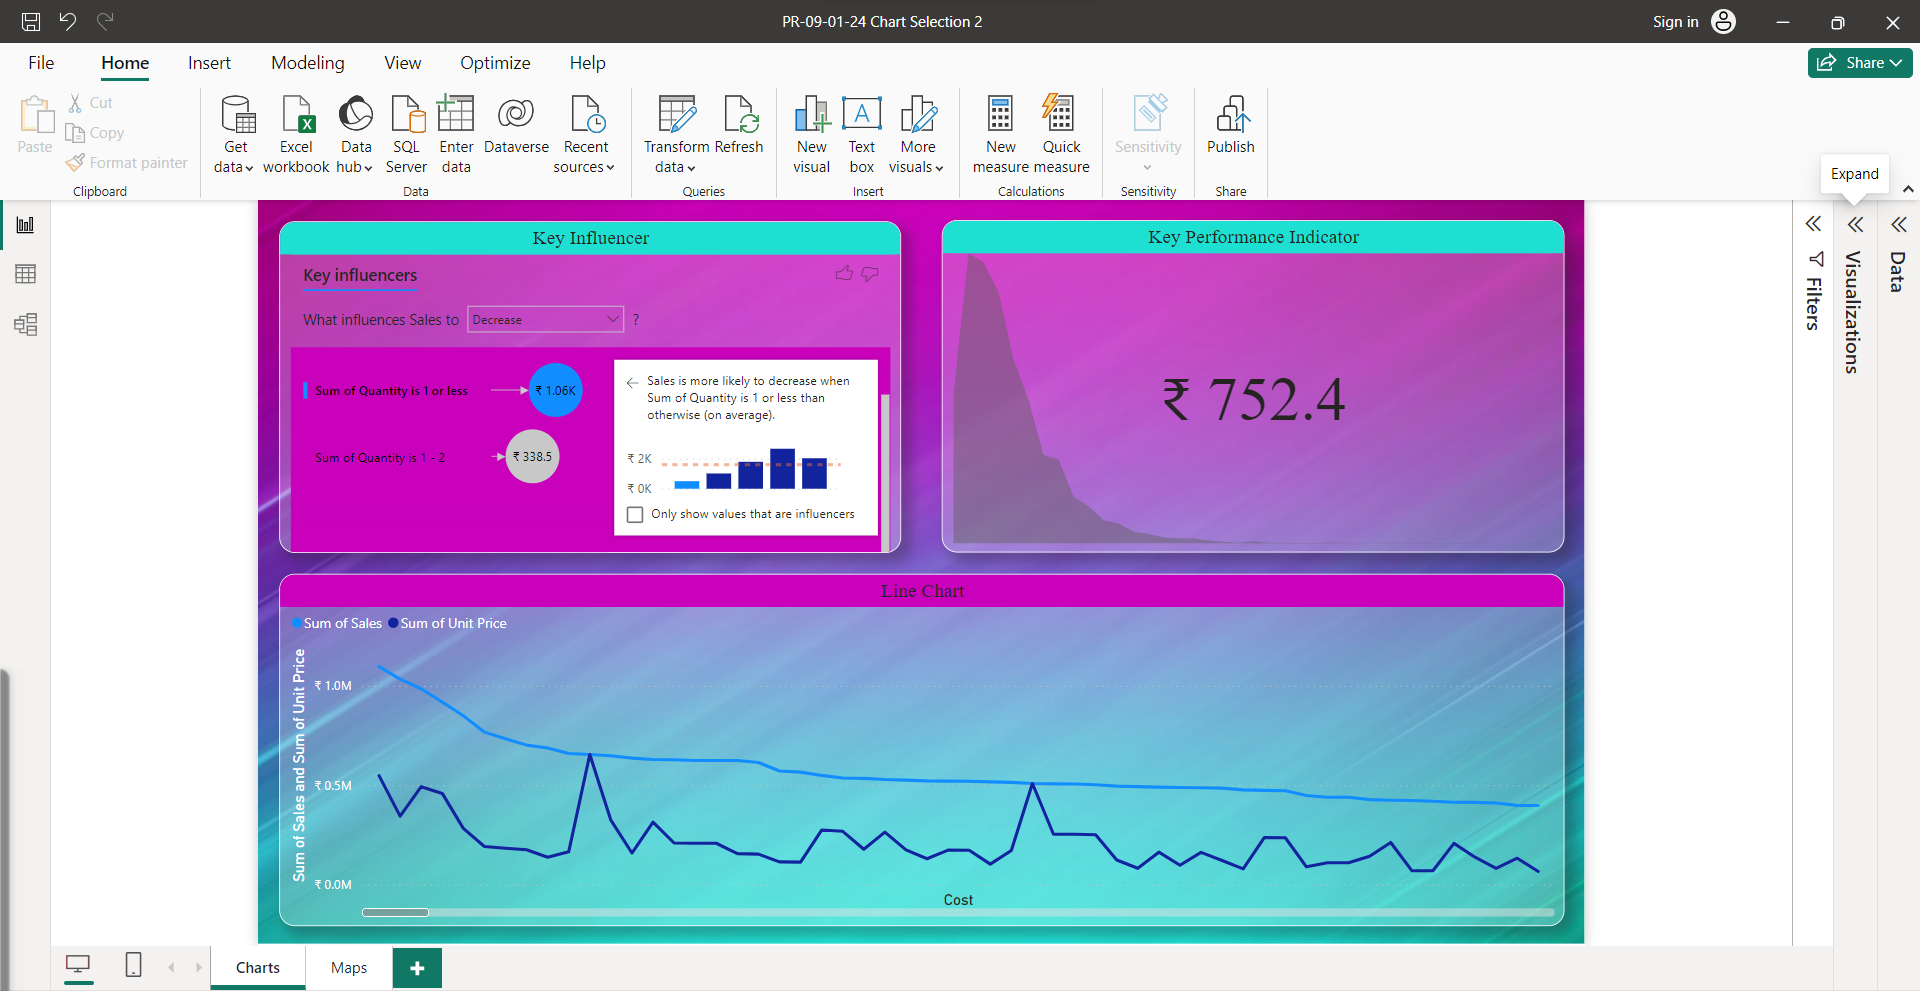 PR-09-01-24 Chart Selection 2
Sign in
File
Home
Insert
Modeling
View
Optimize
Help
Share
Paste
Cut
Copy
Format painter
Clipboard
Get data
Excel workbook
Data hub
SQL Server
Enter data
Dataverse
Recent sources
Data
Transform data
Refresh
Queries
New visual
Text box
More visuals
Insert
New measure
Quick measure
Calculations
Sensitivity
Sensitivity
Publish
Share
Expand
Key Influencer
Key influencers
What influences Sales to Decrease ?
Sum of Quantity is 1 or less
₹ 1.06K
Sum of Quantity is 1 - 2
₹ 338.5
Sales is more likely to decrease when
Sum of Quantity is 1 or less than
otherwise (on average).
₹ 2K
₹ 0K
Only show values that are influencers
Key Performance Indicator
₹ 752.4
Line Chart
Sum of Sales
Sum of Unit Price
Sum of Sales and Sum of Unit Price
₹ 1.0M
₹ 0.5M
₹ 0.0M
Cost
Filters
Visualizations
Data
Charts
Maps